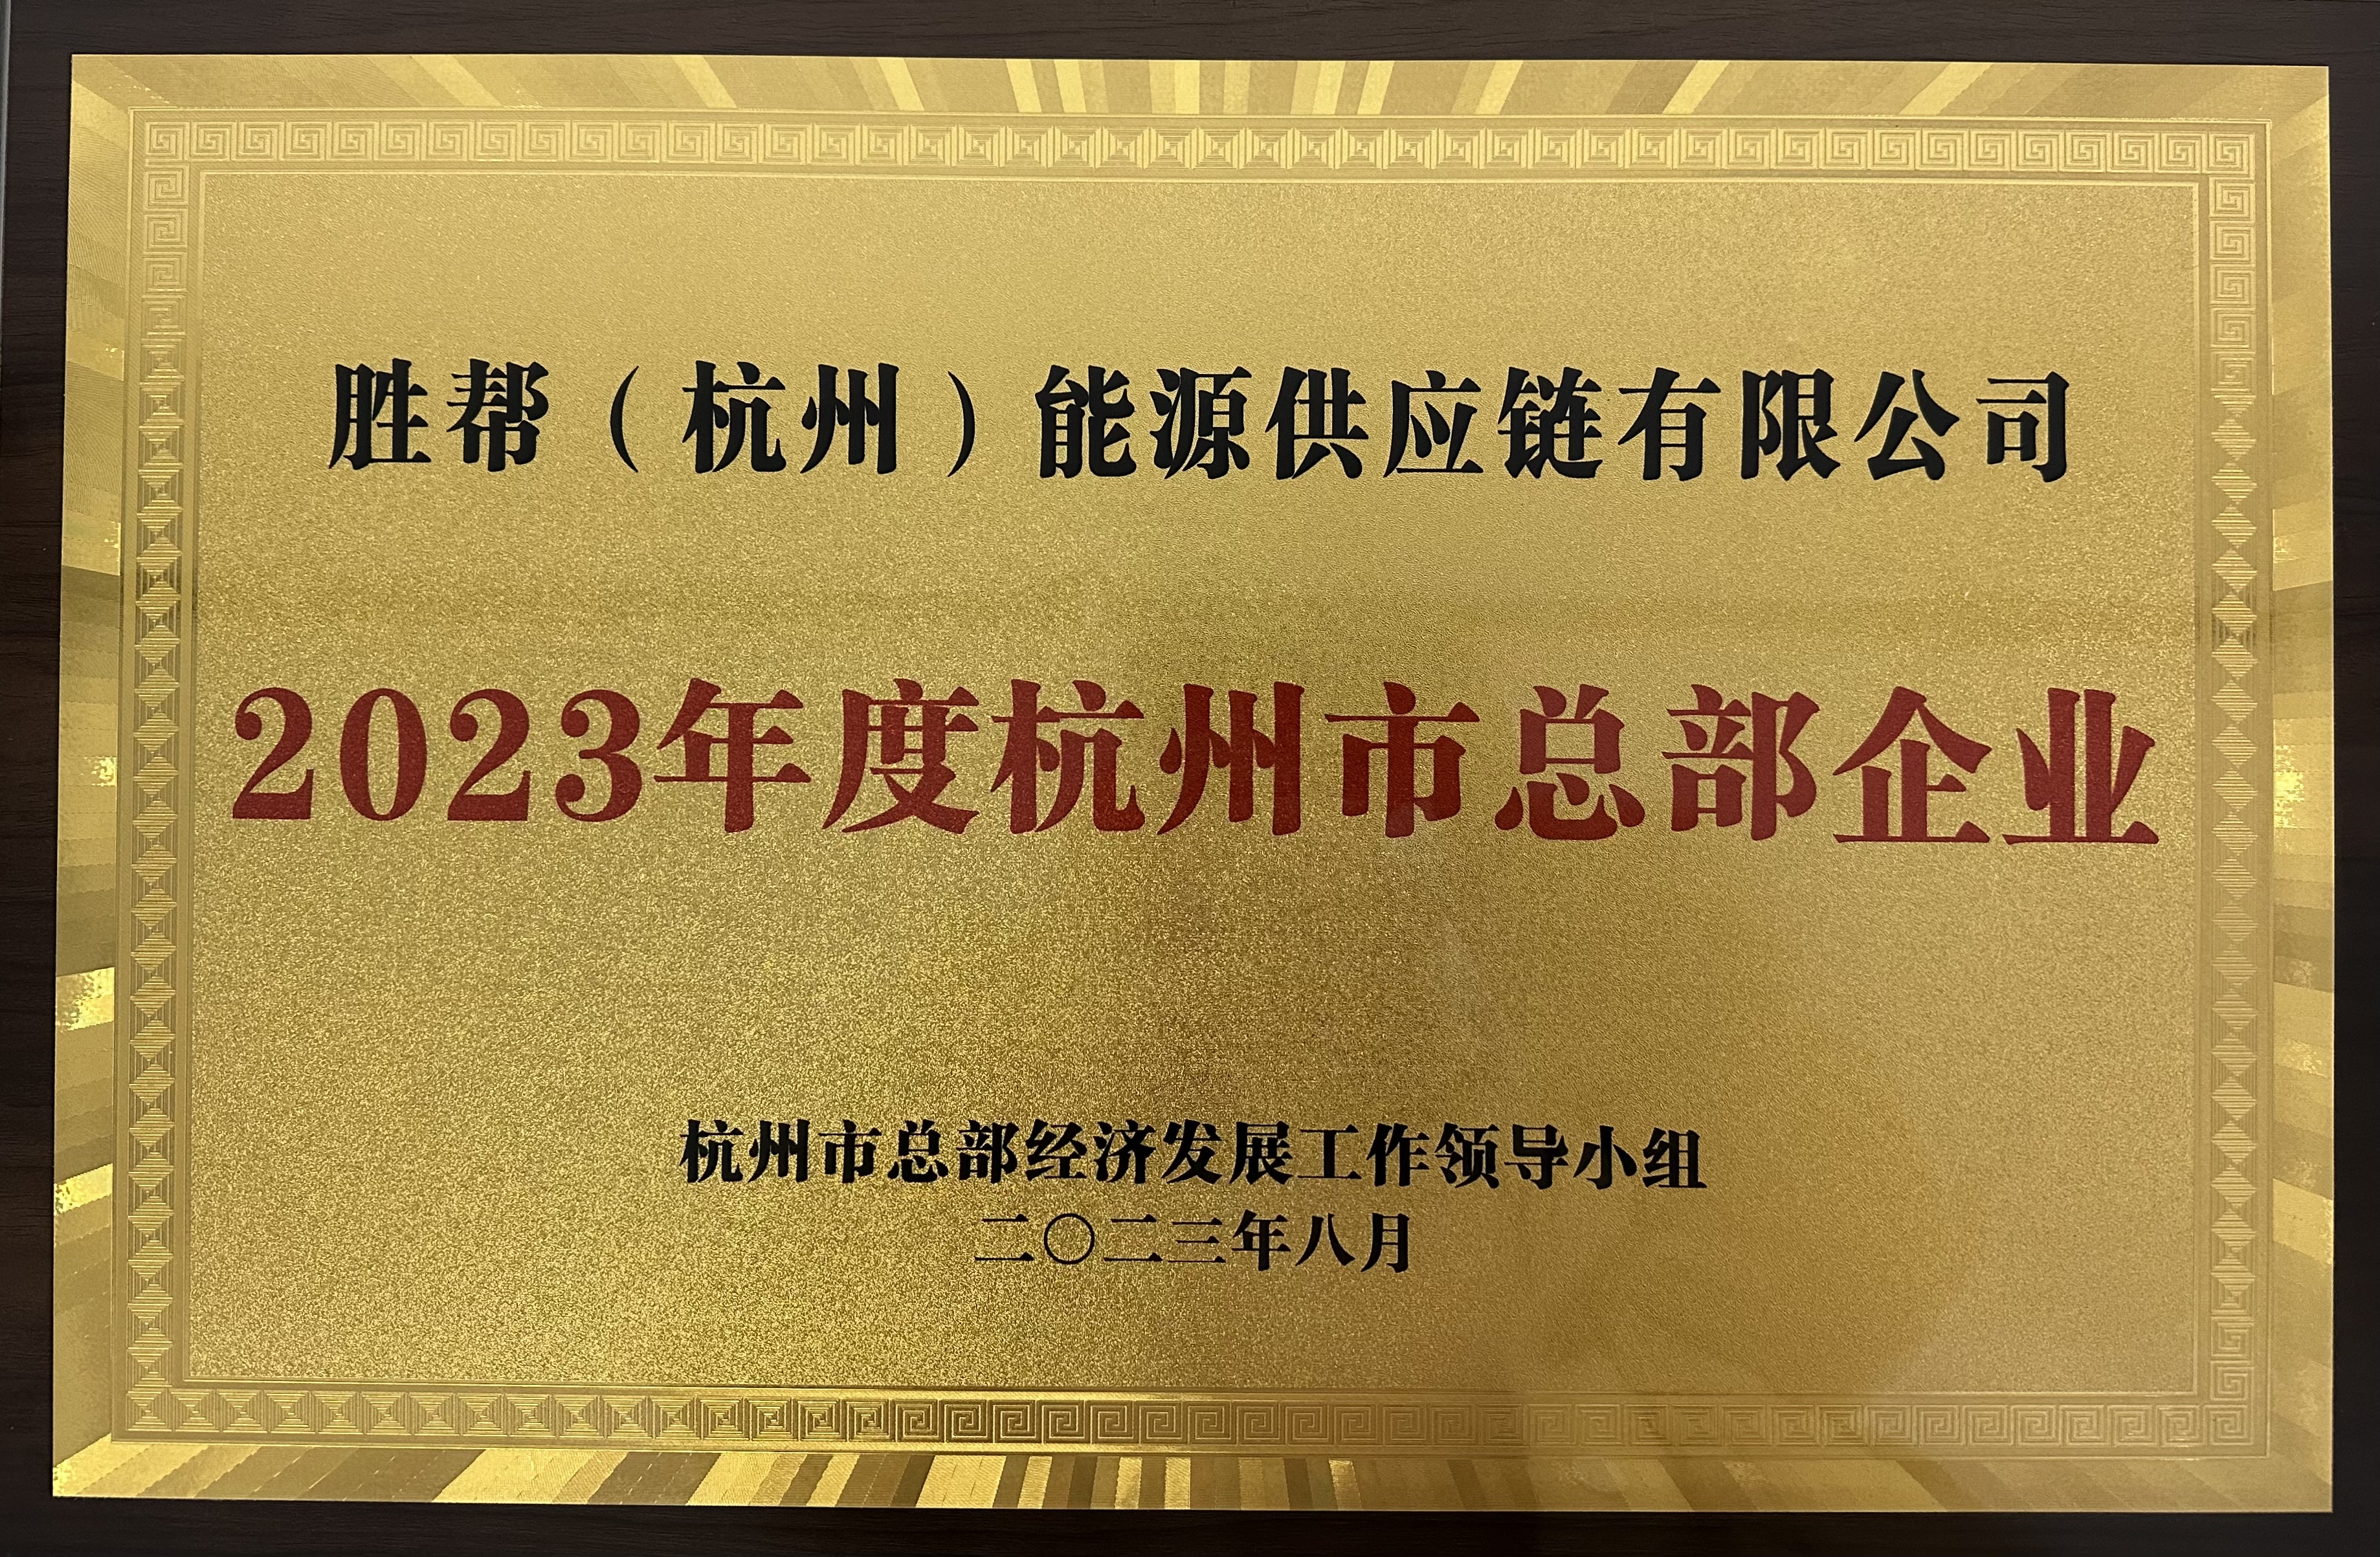 胜帮（杭州）能源供应链有限公司
2023年度杭州市总部企业
杭州市总部经济发展工作领导小组
二〇二三年八月